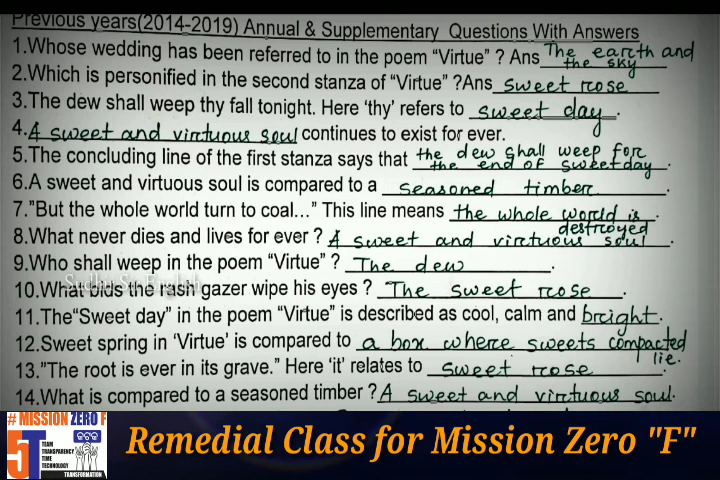 Previous years(2014-2019) Annual & Supplementary Questions With Answers
1.Whose wedding has been referred to in the poem “Virtue” ? Ans The earth and the sky
2.Which is personified in the second stanza of “Virtue” ?Ans sweet rose
3.The dew shall weep thy fall tonight. Here ‘thy’ refers to sweet day.
4.A sweet and virtuous soul continues to exist for ever.
5.The concluding line of the first stanza says that the dew shall weep for the end of sweet day
6.A sweet and virtuous soul is compared to a seasoned timber.
7.”But the whole world turn to coal...” This line means the whole world is destroyed.
8.What never dies and lives for ever ? A sweet and virtuous soul.
9.Who shall weep in the poem “Virtue” ? The dew.
10.What bids the rash gazer wipe his eyes ? The sweet rose.
Sudhir Sir English
11.The“Sweet day” in the poem “Virtue” is described as cool, calm and bright.
12.Sweet spring in ‘Virtue’ is compared to a box where sweets compacted lie.
13.”The root is ever in its grave.” Here ‘it’ relates to sweet rose
14.What is compared to a seasoned timber ? A sweet and virtuous soul.
# MISSION ZERO F
5T
TEAM
TRANSPARENCY
TIME
TECHNOLOGY
TRANSFORMATION
କଟକ
Remedial Class for Mission Zero "F"